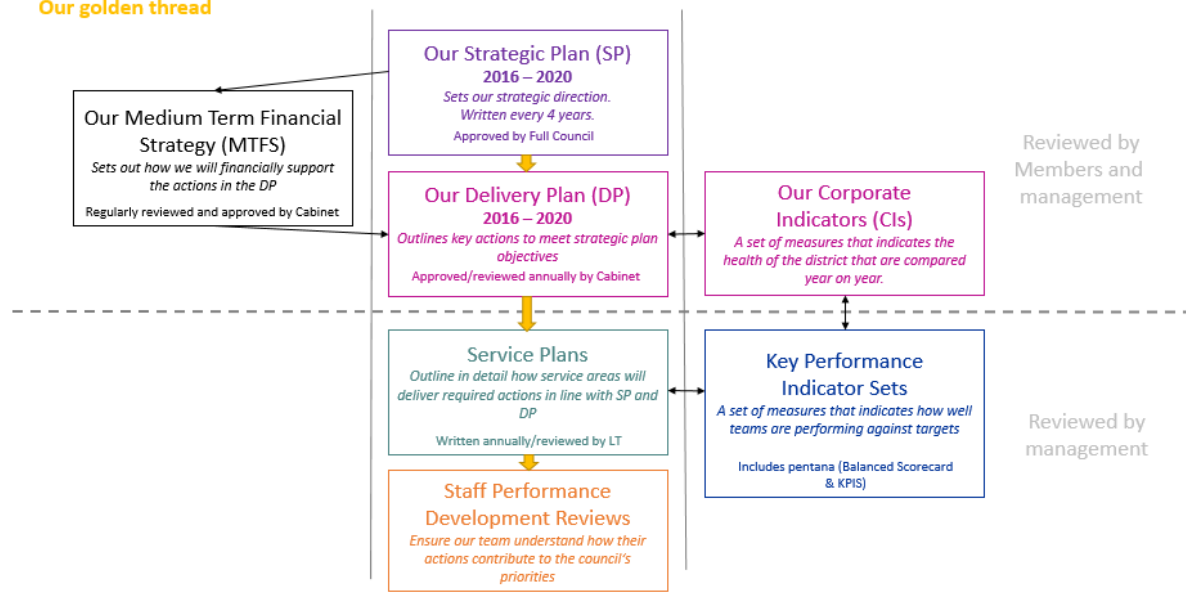 Our golden thread
Our Strategic Plan (SP)
2016 – 2020
Sets our strategic direction.
Written every 4 years.
Approved by Full Council
Our Medium Term Financial
Strategy (MTFS)
Sets out how we will financially support
the actions in the DP
Regularly reviewed and approved by Cabinet
Reviewed by
Members and
management
Our Delivery Plan (DP)
2016 – 2020
Outlines key actions to meet strategic plan
objectives
Approved/reviewed annually by Cabinet
Our Corporate
Indicators (CIs)
A set of measures that indicates the
health of the district that are compared
year on year.
Service Plans
Outline in detail how service areas will
deliver required actions in line with SP and
DP
Written annually/reviewed by LT
Key Performance
Indicator Sets
A set of measures that indicates how well
teams are performing against targets
Includes pentana (Balanced Scorecard
& KPIS)
Reviewed by
management
Staff Performance
Development Reviews
Ensure our team understand how their
actions contribute to the council's
priorities